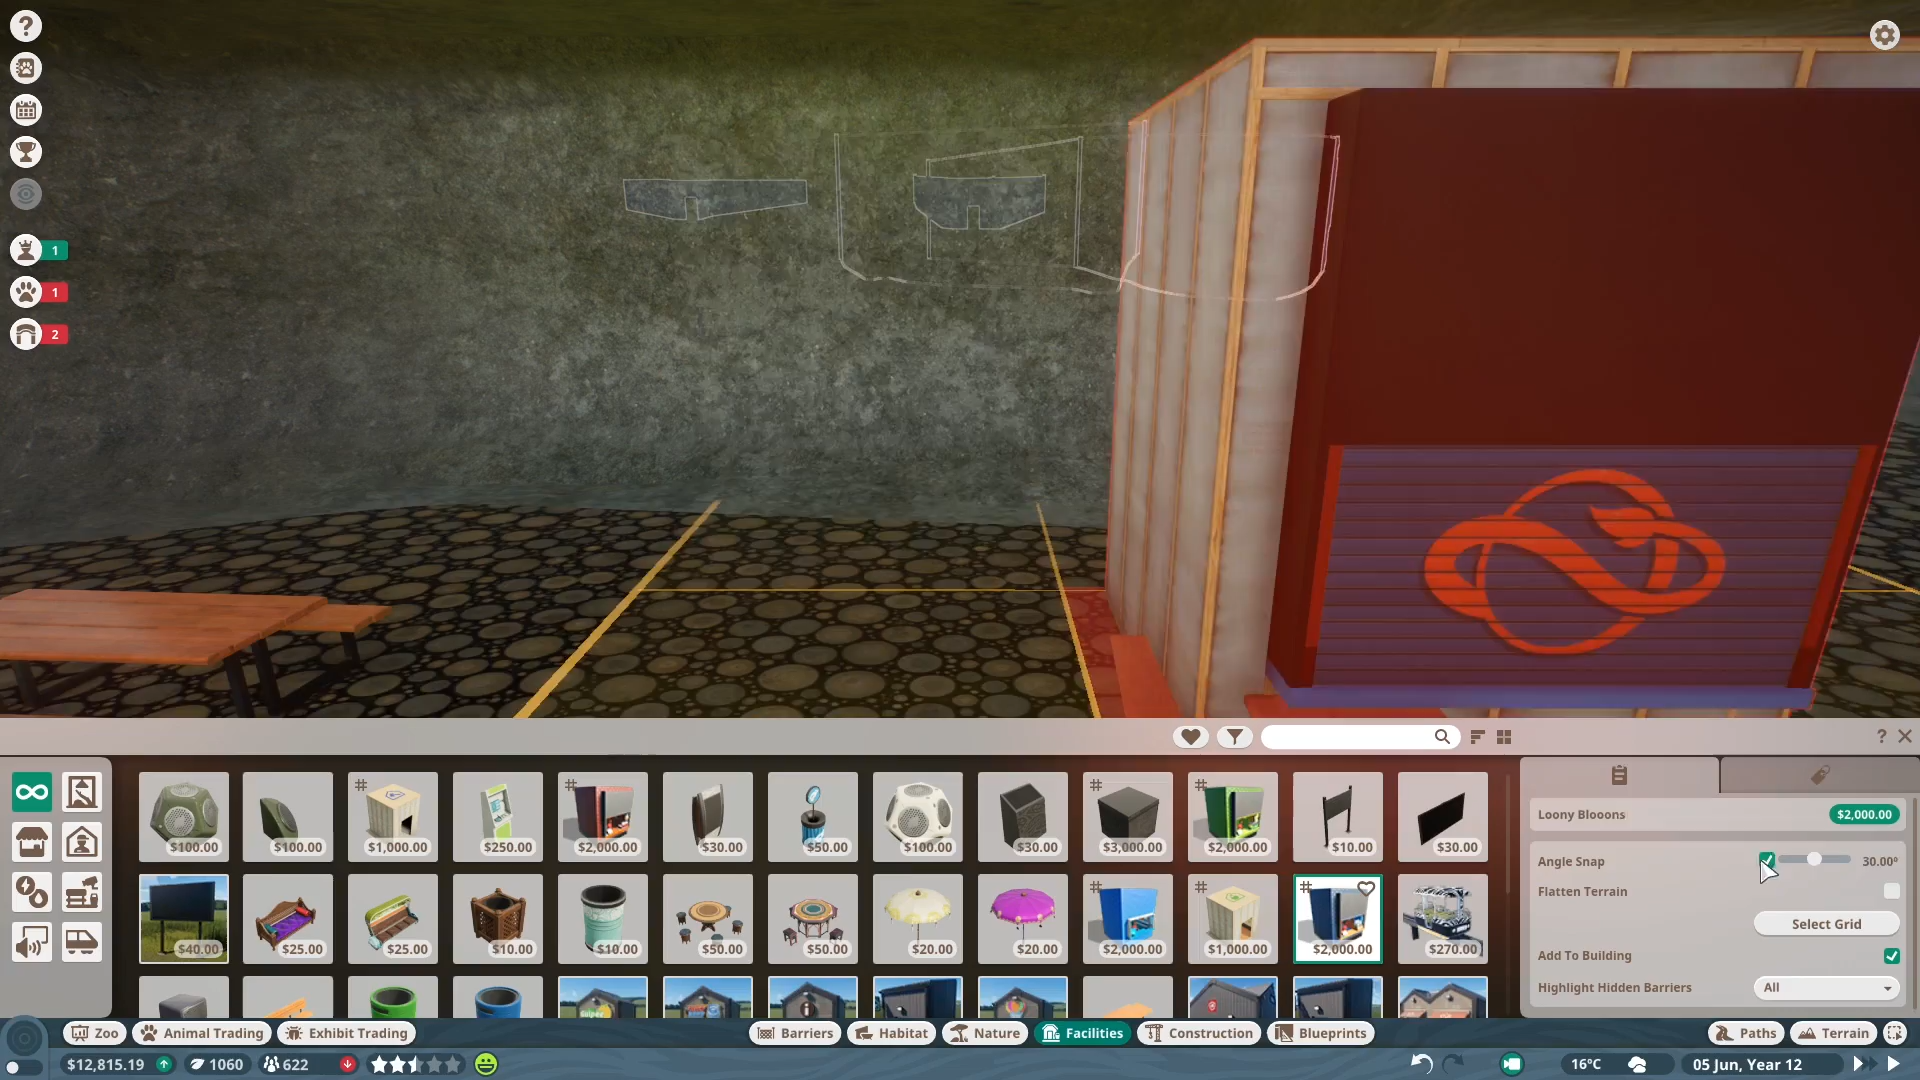 ?
1
1
2
?
$100.00 $100.00 $1,000.00 $250.00 $2,000.00 $30.00 $50.00 $100.00 $30.00 $3,000.00 $2,000.00 $10.00 $30.00
$40.00 $25.00 $25.00 $10.00 $10.00 $50.00 $50.00 $20.00 $20.00 $2,000.00 $1,000.00 $2,000.00 $270.00
Loony Blooons $2,000.00
Angle Snap 30.00º
Flatten Terrain
Select Grid
Add To Building
Highlight Hidden Barriers All
Zoo Animal Trading Exhibit Trading Barriers Habitat Nature Facilities Construction Blueprints Paths Terrain
$12,815.19 1060 622 16°C 05 Jun, Year 12